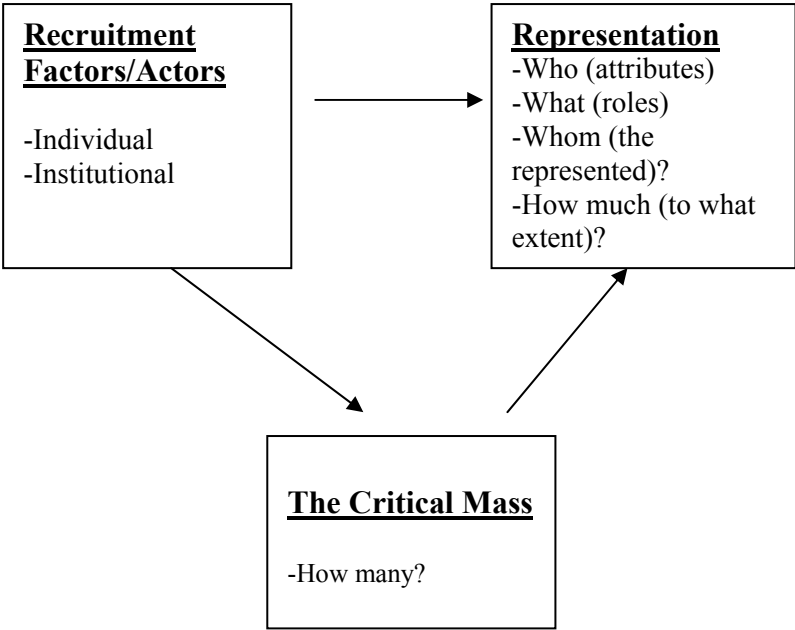 Recruitment
Factors/Actors
-Individual
-Institutional
Representation
-Who (attributes)
-What (roles)
-Whom (the
represented)?
-How much (to what
extent)?
The Critical Mass
-How many?